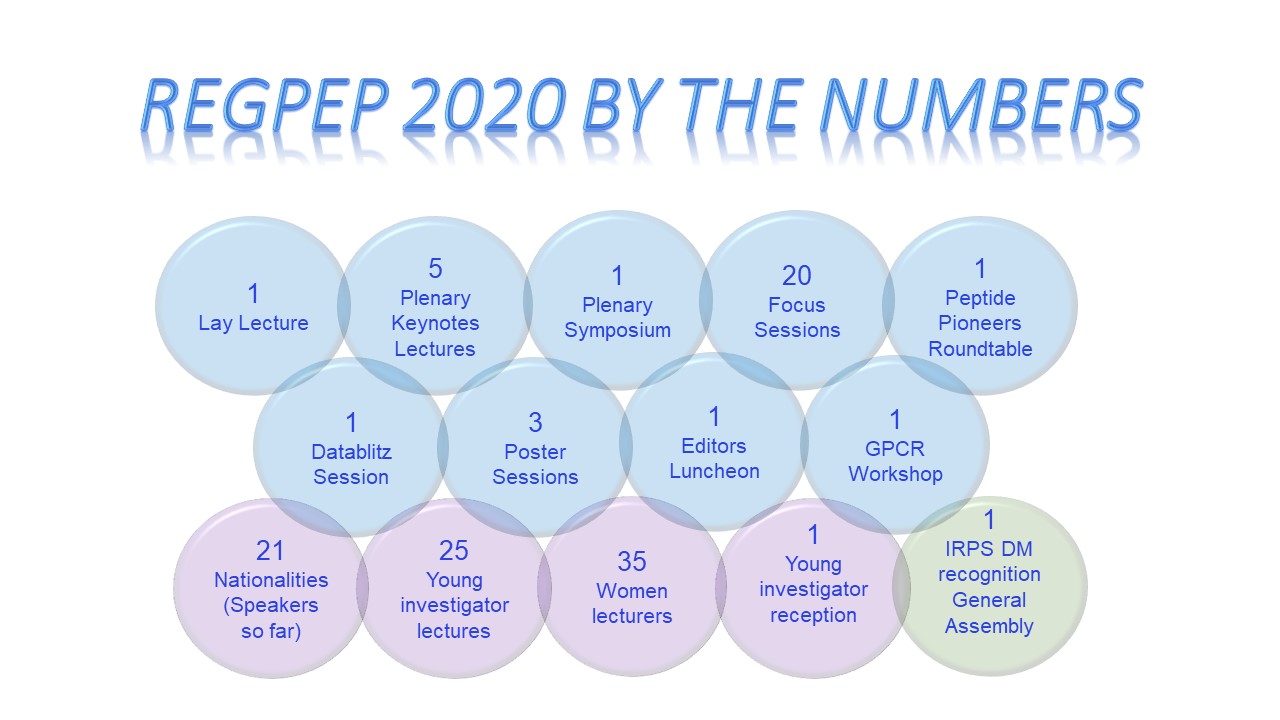 REGPEP 2020 BY THE NUMBERS
1
Lay Lecture
5
Plenary
Keynotes
Lectures
1
Plenary
Symposium
20
Focus
Sessions
1
Peptide
Pioneers
Roundtable
1
Datablitz
Session
3
Poster
Sessions
1
Editors
Luncheon
1
GPCR
Workshop
21
Nationalities
(Speakers
so far)
25
Young
investigator
lectures
35
Women
lecturers
1
Young
investigator
reception
1
IRPS DM
recognition
General
Assembly